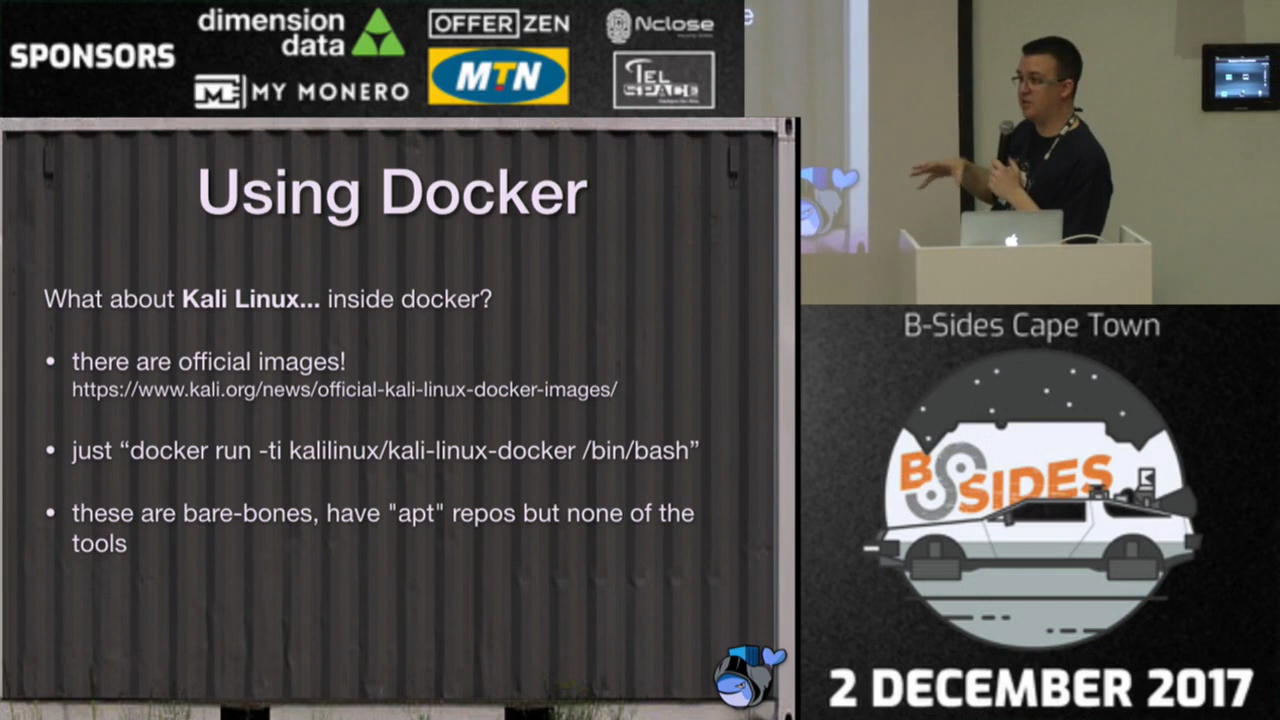 SPONSORS
dimension
data
OFFER ZEN
Nclose
MY MONERO
MTN
TEL
SPACE
e
Using Docker
What about Kali Linux... inside docker?
• there are official images!
https://www.kali.org/news/official-kali-linux-docker-images/
• just “docker run -ti kalilinux/kali-linux-docker /bin/bash”
• these are bare-bones, have "apt" repos but none of the
tools
B-Sides Cape Town
BSIDES
2 DECEMBER 2017